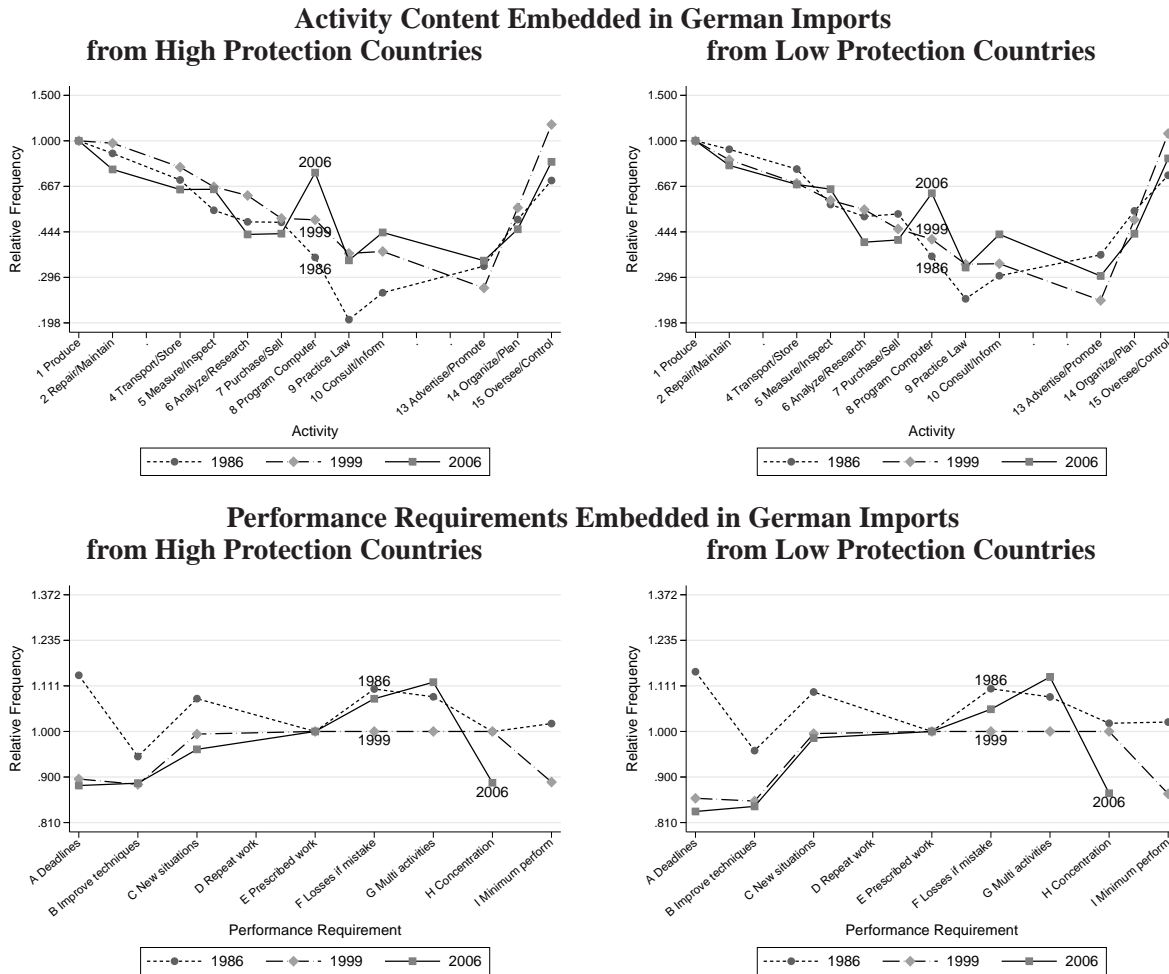 Activity Content Embedded in German Imports
from High Protection Countries
from Low Protection Countries
1.500
1.000
.667
.444
.296
.198
Relative Frequency
2006
1999
1986
1 Produce
2 Repair/Maintain
.
4 Transport/Store
5 Measure/Inspect
6 Analyze/Research
7 Purchase/Sell
8 Program Computer
9 Practice Law
10 Consult/Inform
.
.
13 Advertise/Promote
14 Organize/Plan
15 Oversee/Control
Activity
1986 1999 2006
1.500
1.000
.667
.444
.296
.198
Relative Frequency
2006
1999
1986
1 Produce
2 Repair/Maintain
.
4 Transport/Store
5 Measure/Inspect
6 Analyze/Research
7 Purchase/Sell
8 Program Computer
9 Practice Law
10 Consult/Inform
.
.
13 Advertise/Promote
14 Organize/Plan
15 Oversee/Control
Activity
1986 1999 2006
Performance Requirements Embedded in German Imports
from High Protection Countries
from Low Protection Countries
1.372
1.235
1.111
1.000
.900
.810
Relative Frequency
1986
1999
2006
A Deadlines
B Improve techniques
C New situations
D Repeat work
E Prescribed work
F Losses if mistake
G Multi activities
H Concentration
I Minimum perform
Performance Requirement
1986 1999 2006
1.372
1.235
1.111
1.000
.900
.810
Relative Frequency
1986
1999
2006
A Deadlines
B Improve techniques
C New situations
D Repeat work
E Prescribed work
F Losses if mistake
G Multi activities
H Concentration
I Minimum perform
Performance Requirement
1986 1999 2006